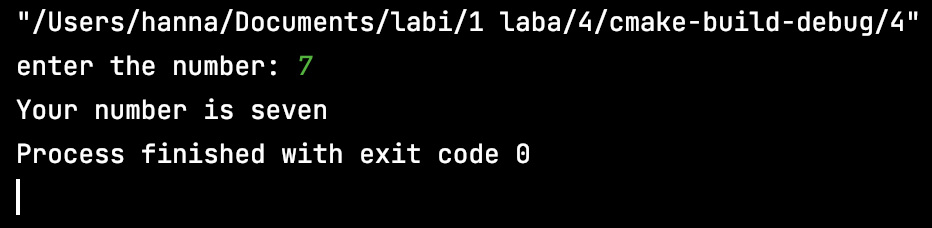 "/Users/hanna/Documents/labi/1 laba/4/cmake-build-debug/4"
enter the number: 7
Your number is seven
Process finished with exit code 0